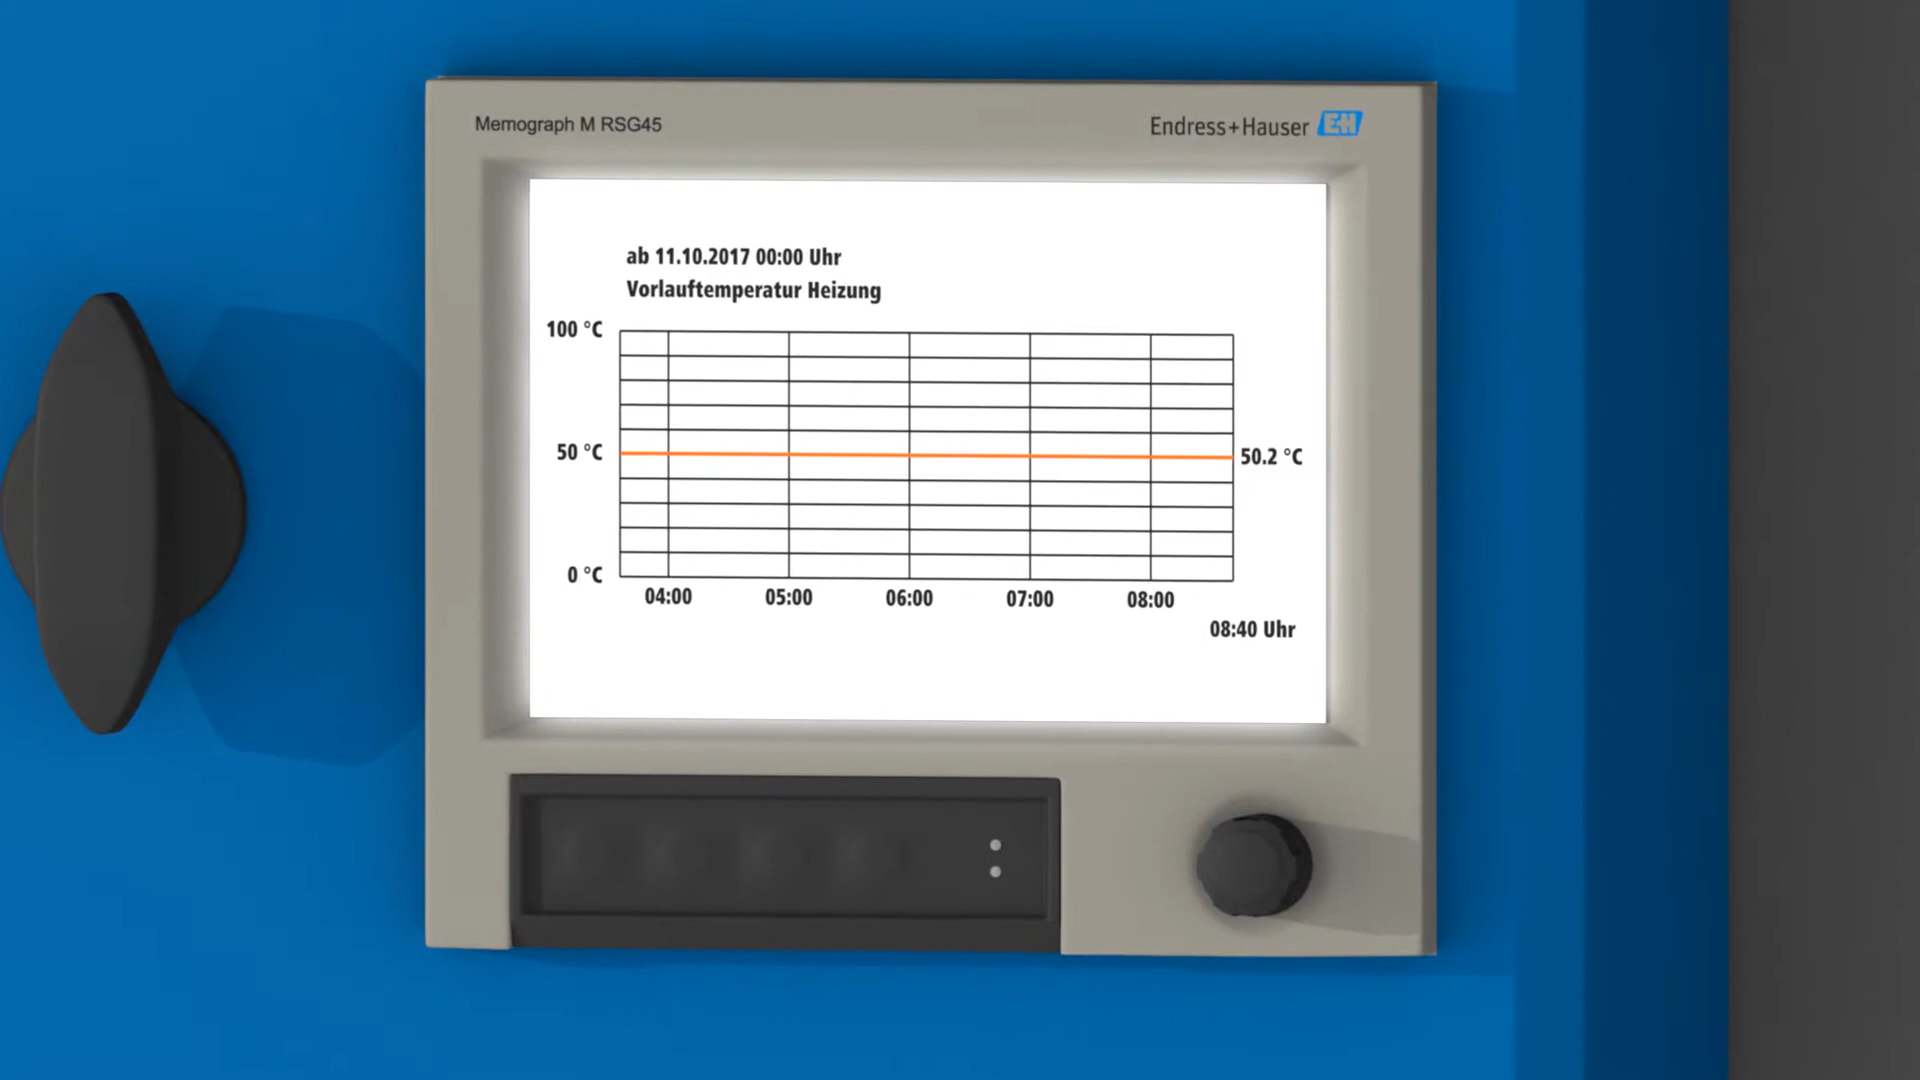 Memograph M RSG45
Endress+Hauser EH
ab 11.10.2017 00:00 Uhr
Vorlauftemperatur Heizung
100 °C
50 °C
50.2 °C
0 °C
04:00 05:00 06:00 07:00 08:00
08:40 Uhr